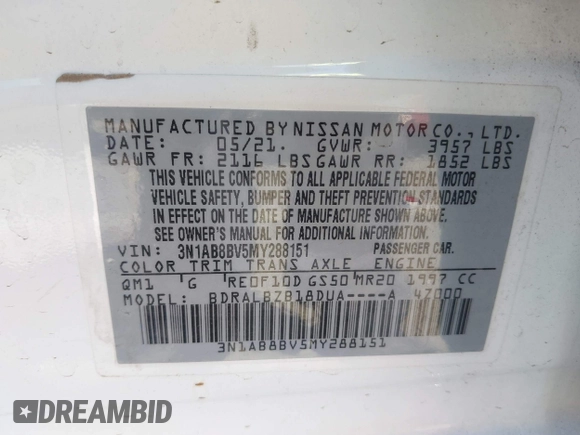 MANUFACTURED BY NISSAN MOTOR CO., LTD.
DATE: 05/21. GVWR: 3957 LBS
GAWR FR: 2116 LBS GAWR RR: 1852 LBS
THIS VEHICLE CONFORMS TO ALL APPLICABLE FEDERAL MOTOR
VEHICLE SAFETY, BUMPER AND THEFT PREVENTION STANDARDS
IN EFFECT ON THE DATE OF MANUFACTURE SHOWN ABOVE.
SEE OWNER'S MANUAL FOR ADDITIONAL INFORMATION.
VIN: 3N1AB8BV5MY288151 PASSENGER CAR.
COLOR TRIM TRANS AXLE ENGINE
QM1 G RE0F10D GS50 MR20 1997 CC
MODEL: BDRALBZB18DUA----A 47000
3N1AB8BV5MY288151
DREAMBID